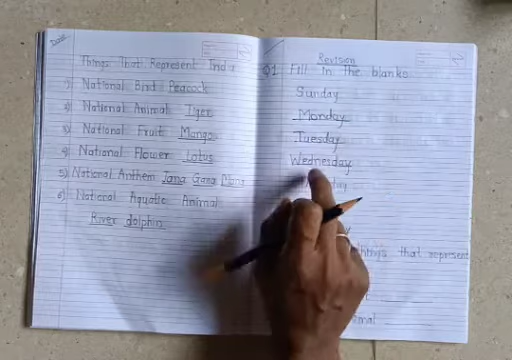 Date
Things That Represent India
1) National Bird Peacock
2) National Animal Tiger
3) National Fruit Mango
4) National Flower Lotus
5) National Anthem Jana Gana Mana
6) National Aquatic Animal
River dolphin
Revision
Q1 Fill in the blanks
Sunday
Monday
Tuesday
Wednesday
things that represent